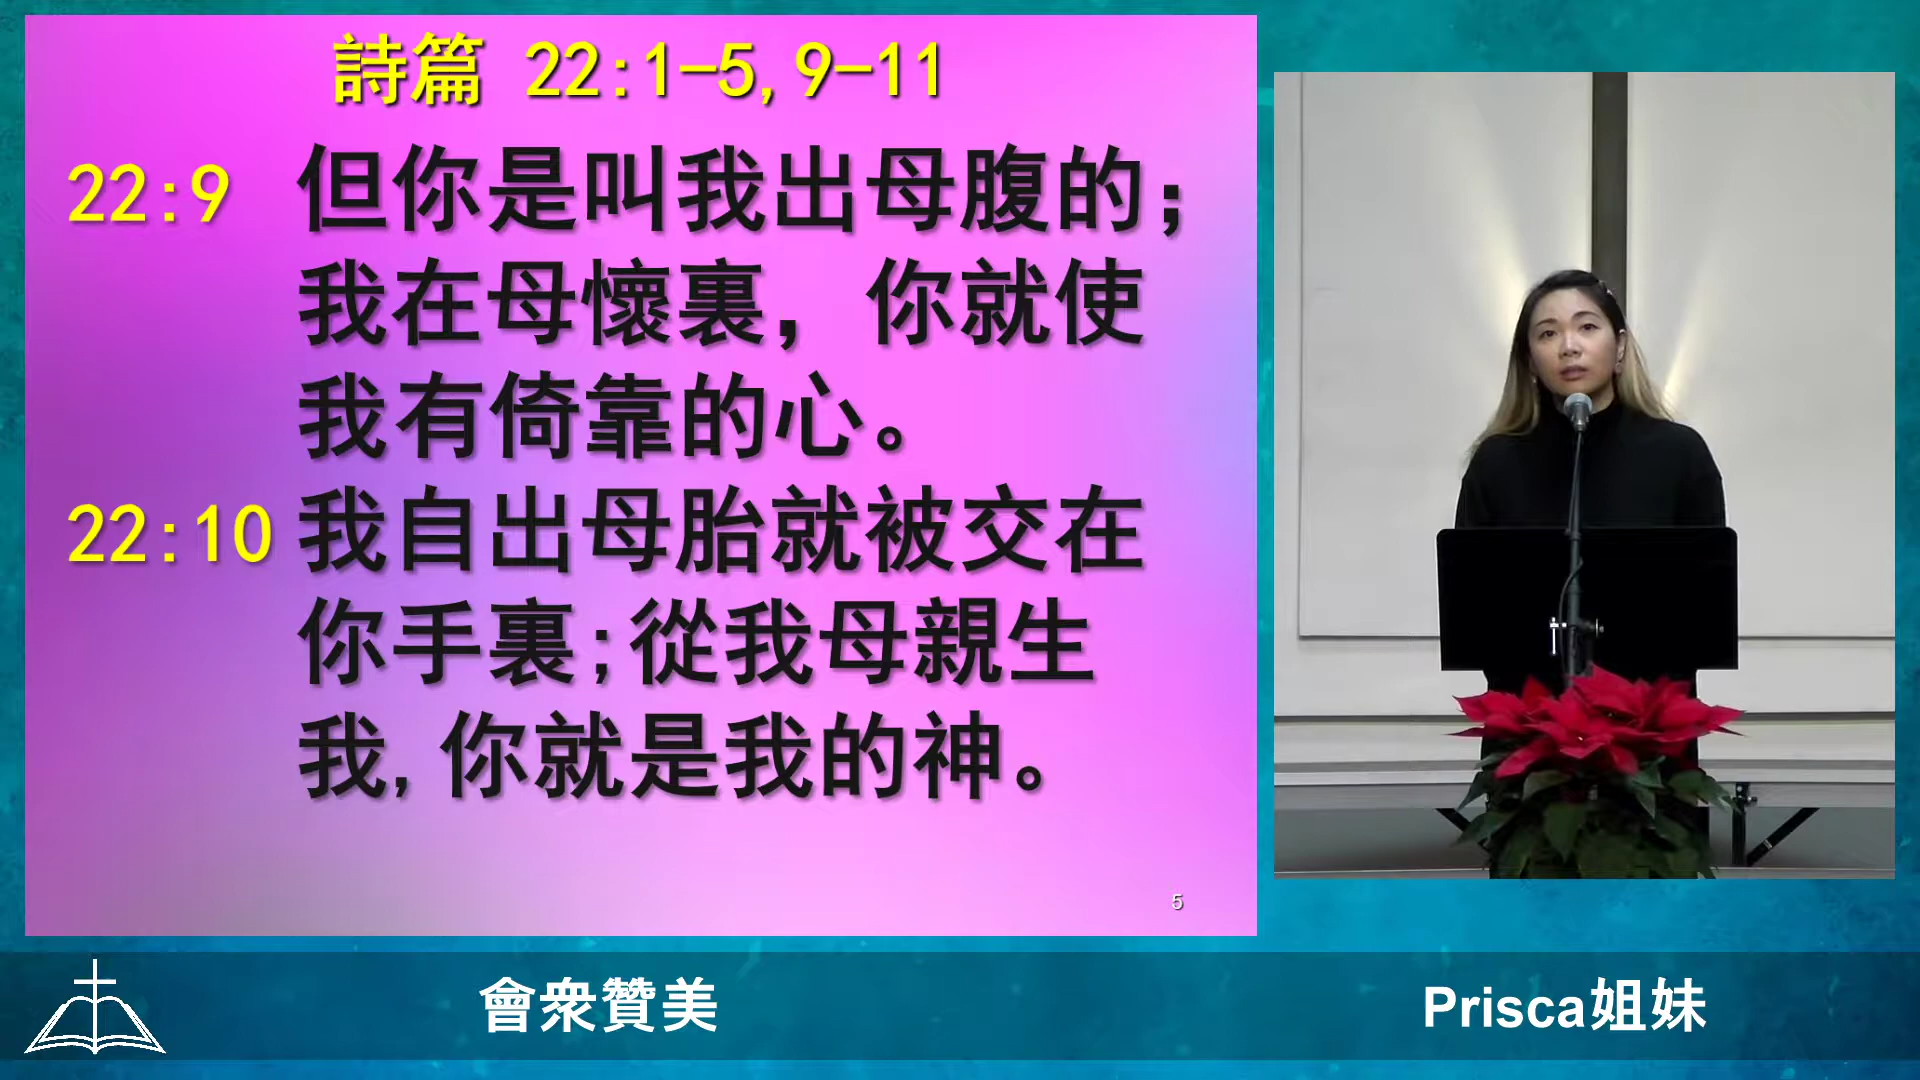 詩篇 22:1-5,9-11
22:9 但你是叫我出母腹的;
我在母懷裏，你就使
我有倚靠的心。
22:10 我自出母胎就被交在
你手裏;從我母親生
我,你就是我的神。
5
會眾贊美
Prisca姐妹